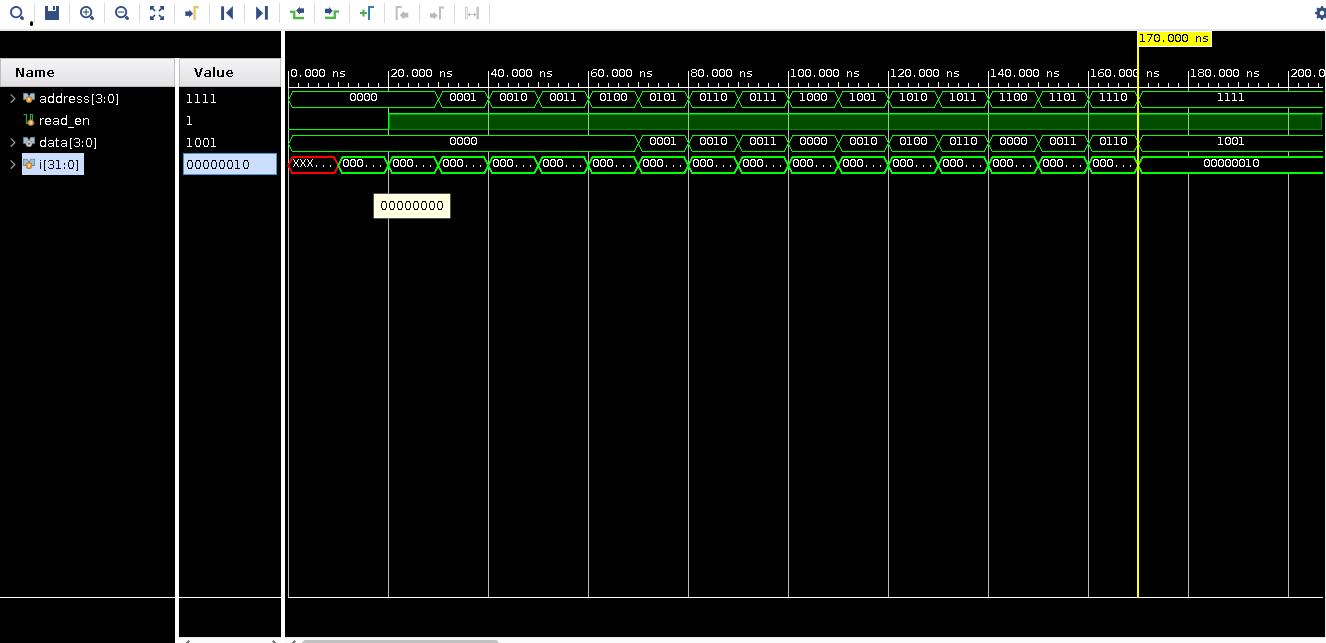 170.000 ns
Name Value 0.000 ns 20.000 ns 40.000 ns 60.000 ns 80.000 ns 100.000 ns 120.000 ns 140.000 ns 160.000 ns 180.000 ns 200.0
address[3:0] 1111 0000 0001 0010 0011 0100 0101 0110 0111 1000 1001 1010 1011 1100 1101 1110 1111
read_en 1
data[3:0] 1001 0000 0001 0010 0011 0000 0010 0100 0110 0000 0011 0110 1001
i[31:0] 00000010 XXX... 000... 000... 000... 000... 000... 000... 000... 000... 000... 000... 000... 000... 000... 000... 000... 000... 00000010
00000000